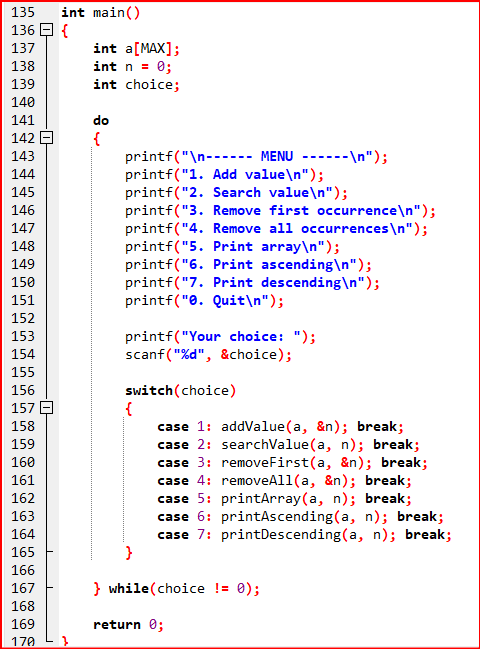 135 int main()
136 {
137     int a[MAX];
138     int n = 0;
139     int choice;
140
141     do
142     {
143         printf("\n------ MENU ------\n");
144         printf("1. Add value\n");
145         printf("2. Search value\n");
146         printf("3. Remove first occurrence\n");
147         printf("4. Remove all occurrences\n");
148         printf("5. Print array\n");
149         printf("6. Print ascending\n");
150         printf("7. Print descending\n");
151         printf("0. Quit\n");
152
153         printf("Your choice: ");
154         scanf("%d", &choice);
155
156         switch(choice)
157         {
158             case 1: addValue(a, &n); break;
159             case 2: searchValue(a, n); break;
160             case 3: removeFirst(a, &n); break;
161             case 4: removeAll(a, &n); break;
162             case 5: printArray(a, n); break;
163             case 6: printAscending(a, n); break;
164             case 7: printDescending(a, n); break;
165         }
166
167     } while(choice != 0);
168
169     return 0;
170 }